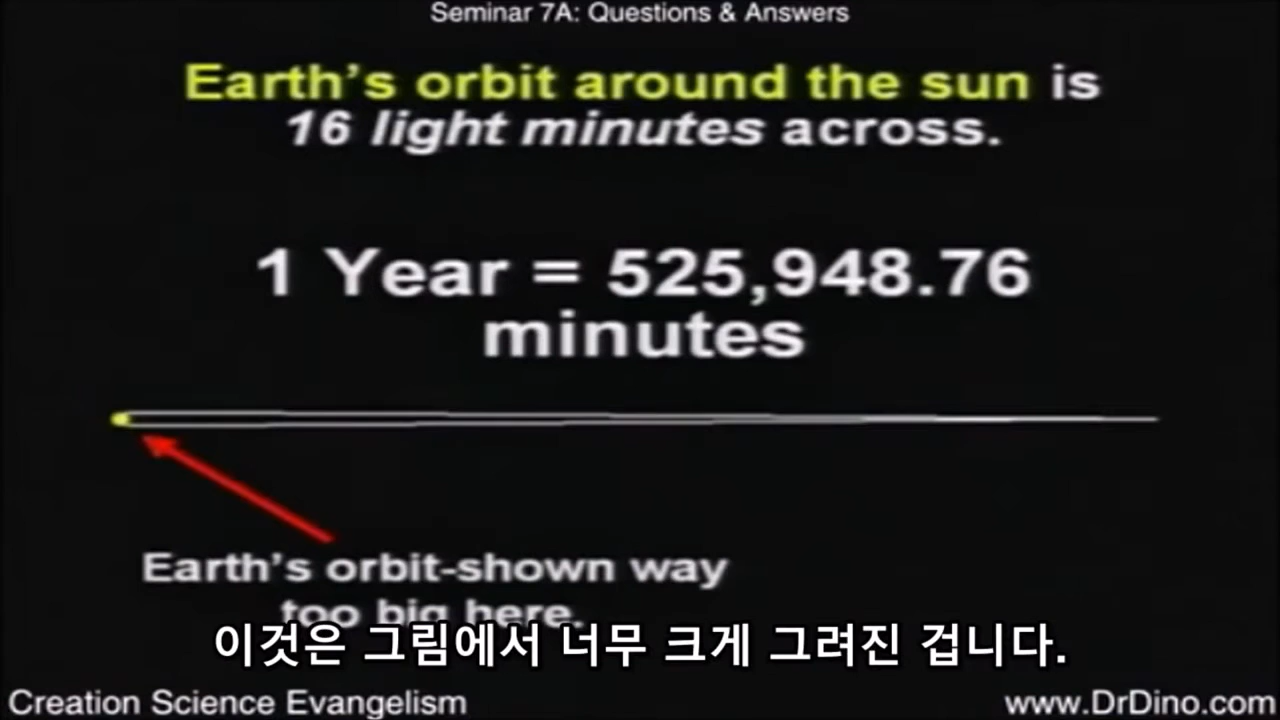 Seminar 7A: Questions & Answers
Earth's orbit around the sun is
16 light minutes across.
1 Year = 525,948.76
minutes
Earth's orbit-shown way
too big here.
이것은 그림에서 너무 크게 그려진 겁니다.
Creation Science Evangelism
www.DrDino.com